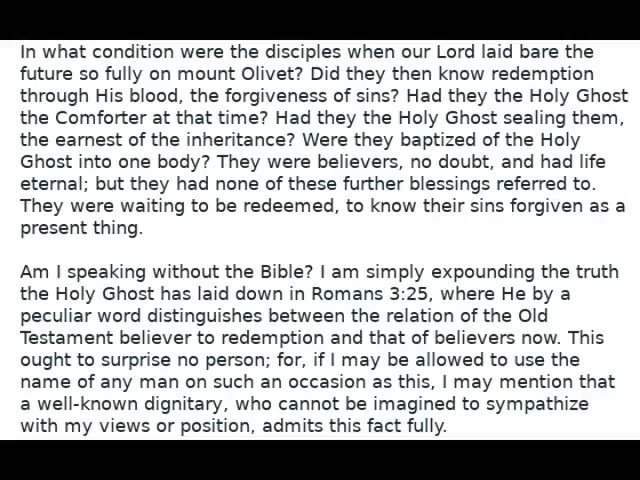 In what condition were the disciples when our Lord laid bare the
future so fully on mount Olivet? Did they then know redemption
through His blood, the forgiveness of sins? Had they the Holy Ghost
the Comforter at that time? Had they the Holy Ghost sealing them,
the earnest of the inheritance? Were they baptized of the Holy
Ghost into one body? They were believers, no doubt, and had life
eternal; but they had none of these further blessings referred to.
They were waiting to be redeemed, to know their sins forgiven as a
present thing.
Am I speaking without the Bible? I am simply expounding the truth
the Holy Ghost has laid down in Romans 3:25, where He by a
peculiar word distinguishes between the relation of the Old
Testament believer to redemption and that of believers now. This
ought to surprise no person; for, if I may be allowed to use the
name of any man on such an occasion as this, I may mention that
a well-known dignitary, who cannot be imagined to sympathize
with my views or position, admits this fact fully.